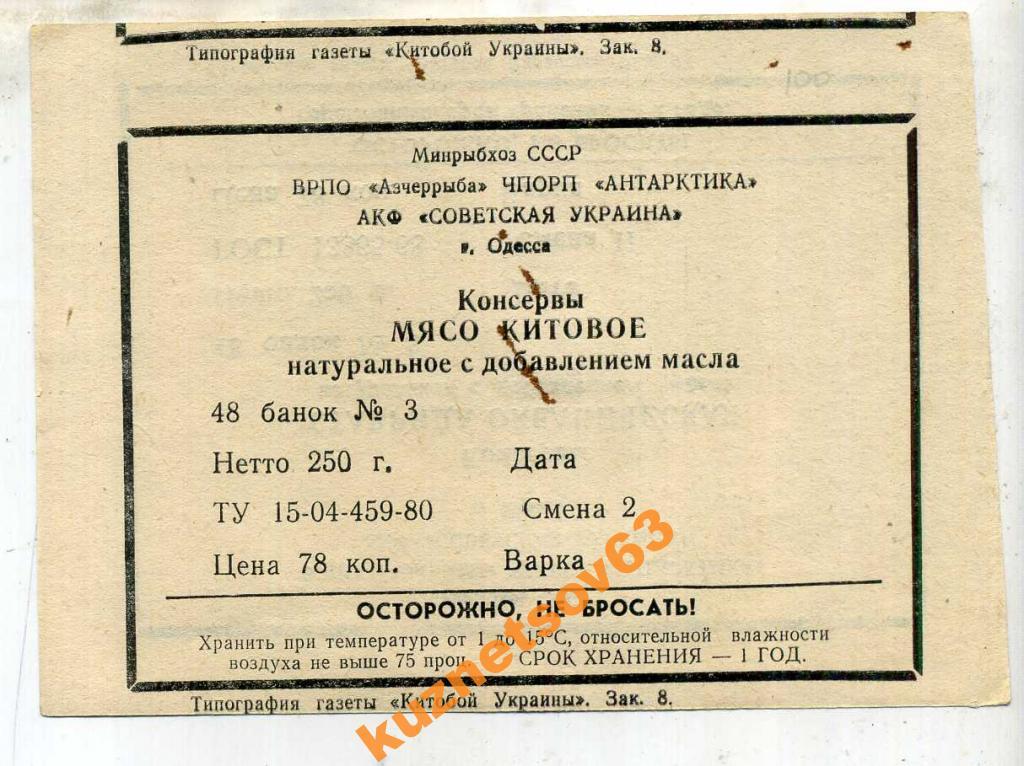 Типография газеты «Китобой Украины». Зак. 8.
Минрыбхоз СССР
ВРПО «Азчеррыба» ЧПОРП «АНТАРКТИКА»
АКФ «СОВЕТСКАЯ УКРАИНА»
г. Одесса
Консервы
МЯСО КИТОВОЕ
натуральное с добавлением масла
48 банок № 3
Нетто 250 г. Дата
ТУ 15-04-459-80 Смена 2
Цена 78 коп. Варка
ОСТОРОЖНО, НЕ БРОСАТЬ!
Хранить при температуре от 1 до 15°С, относительной влажности
воздуха не выше 75 проц. СРОК ХРАНЕНИЯ — 1 ГОД.
Типография газеты «Китобой Украины». Зак. 8.
kuznetsov63